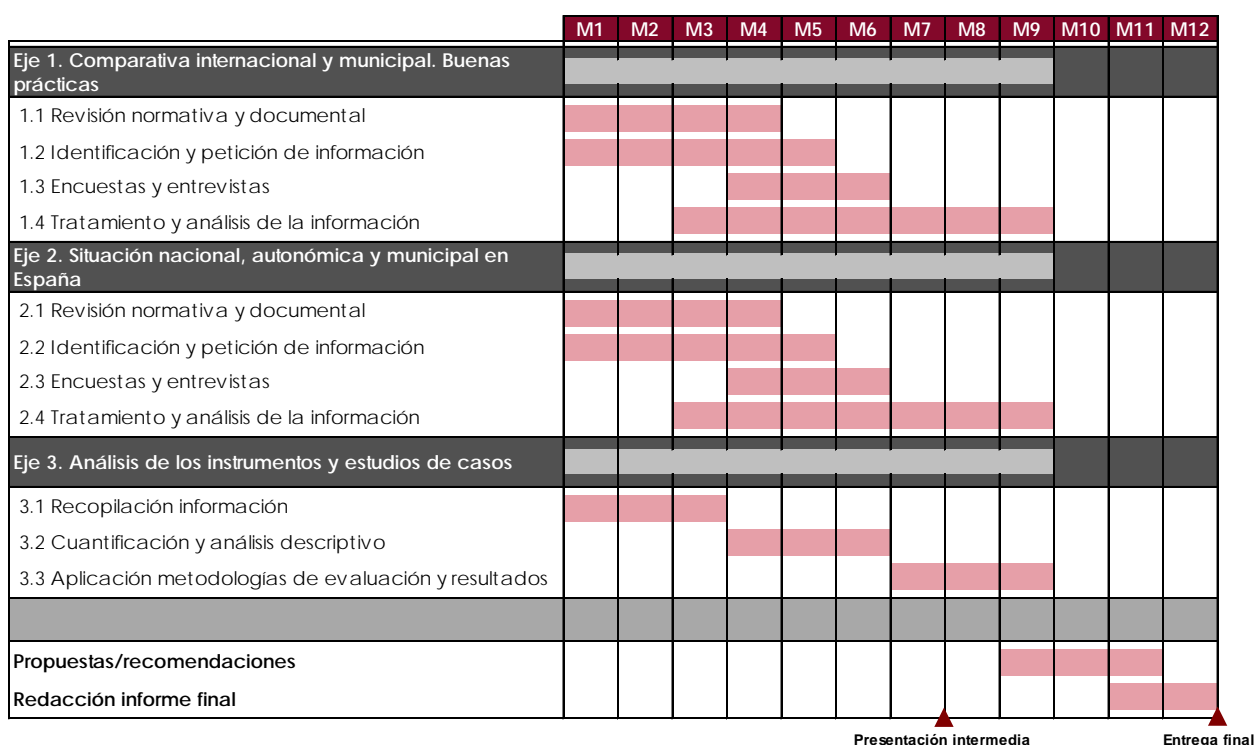 M1 M2 M3 M4 M5 M6 M7 M8 M9 M10 M11 M12
Eje 1. Comparativa internacional y municipal. Buenas
prácticas
1.1 Revisión normativa y documental
1.2 Identificación y petición de información
1.3 Encuestas y entrevistas
1.4 Tratamiento y análisis de la información
Eje 2. Situación nacional, autonómica y municipal en
España
2.1 Revisión normativa y documental
2.2 Identificación y petición de información
2.3 Encuestas y entrevistas
2.4 Tratamiento y análisis de la información
Eje 3. Análisis de los instrumentos y estudios de casos
3.1 Recopilación información
3.2 Cuantificación y análisis descriptivo
3.3 Aplicación metodologías de evaluación y resultados
Propuestas/recomendaciones
Redacción informe final
Presentación intermedia Entrega final